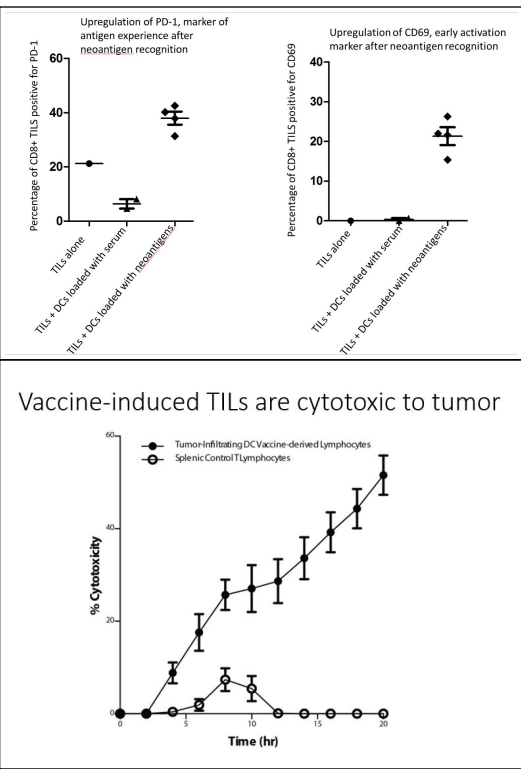 Upregulation of PD-1, marker of
antigen experience after
neoantigen recognition
Percentage of CD8+ TILS positive for PD-1
60
40
20
0
TILs alone
TILs + DCs loaded with serum
TILs + DCs loaded with neoantigens
Upregulation of CD69, early activation
marker after neoantigen recognition
Percentage of CD8+ TILS positive for CD69
40
30
20
10
0
TILs alone
TILs + DCs loaded with serum
TILs + DCs loaded with neoantigens
Vaccine-induced TILs are cytotoxic to tumor
Tumor-Infiltrating DC Vaccine-derived Lymphocytes
Splenic Control T Lymphocytes
% Cytotoxicity
60
40
20
0
0
5
10
15
20
Time (hr)